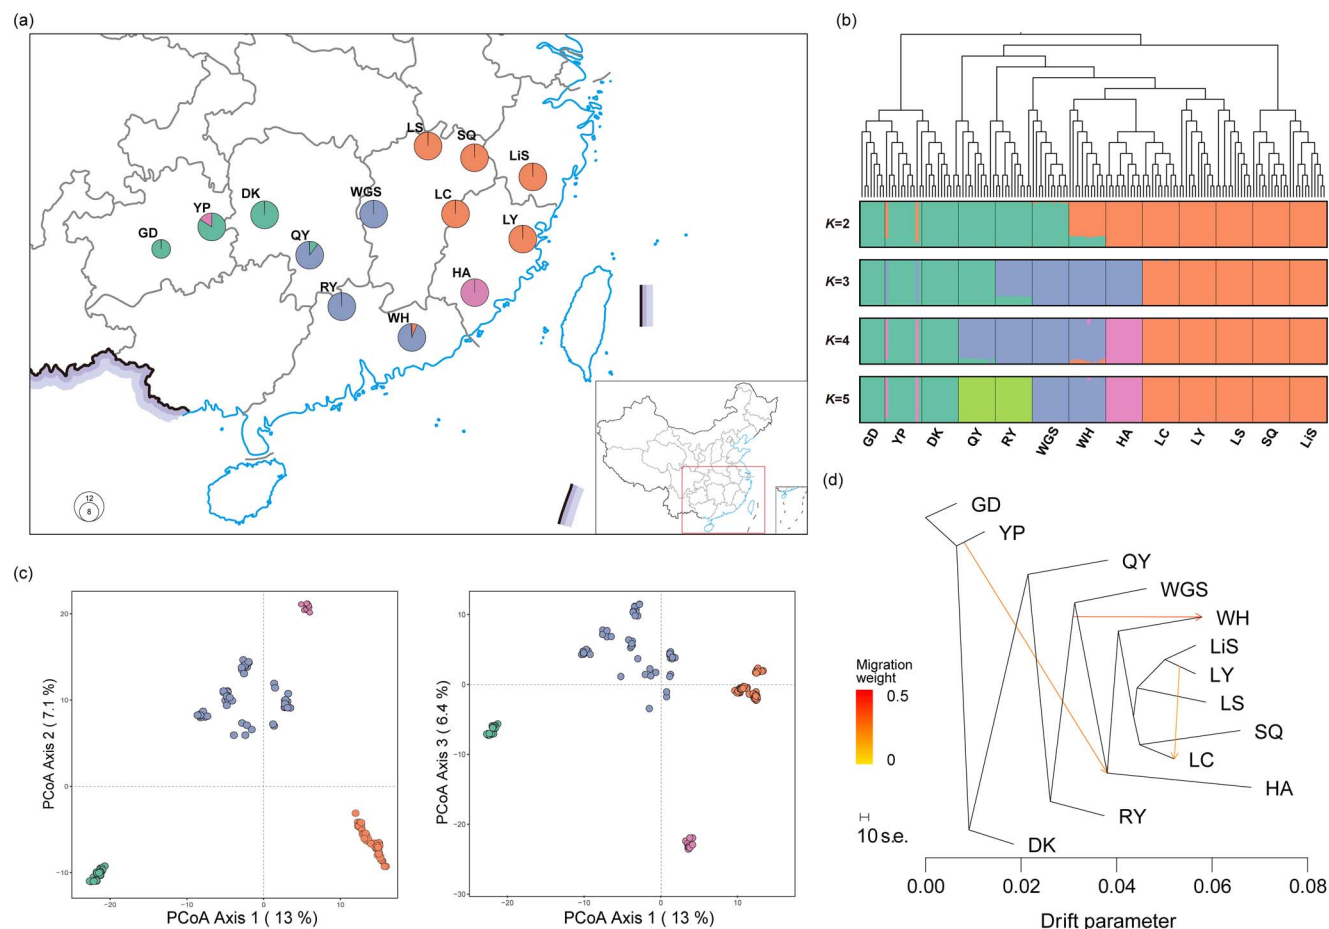 (a)
LS
SQ
LiS
YP
DK
WGS
LC
GD
LY
QY
HA
RY
WH
12
8
(b)
K=2
K=3
K=4
K=5
GD
YP
DK
QY
RY
WGS
WH
HA
LC
LY
LS
SQ
LiS
(c)
PCoA Axis 2 ( 7.1 %)
20
10
0
−10
−20
−10
0
10
PCoA Axis 1 ( 13 %)
PCoA Axis 3 ( 6.4 %)
10
0
−10
−20
−30
−20
−10
0
10
PCoA Axis 1 ( 13 %)
(d)
GD
YP
QY
WGS
WH
LiS
LY
LS
SQ
LC
HA
RY
DK
Migration
weight
0.5
0
10 s.e.
0.00
0.02
0.04
0.06
0.08
Drift parameter